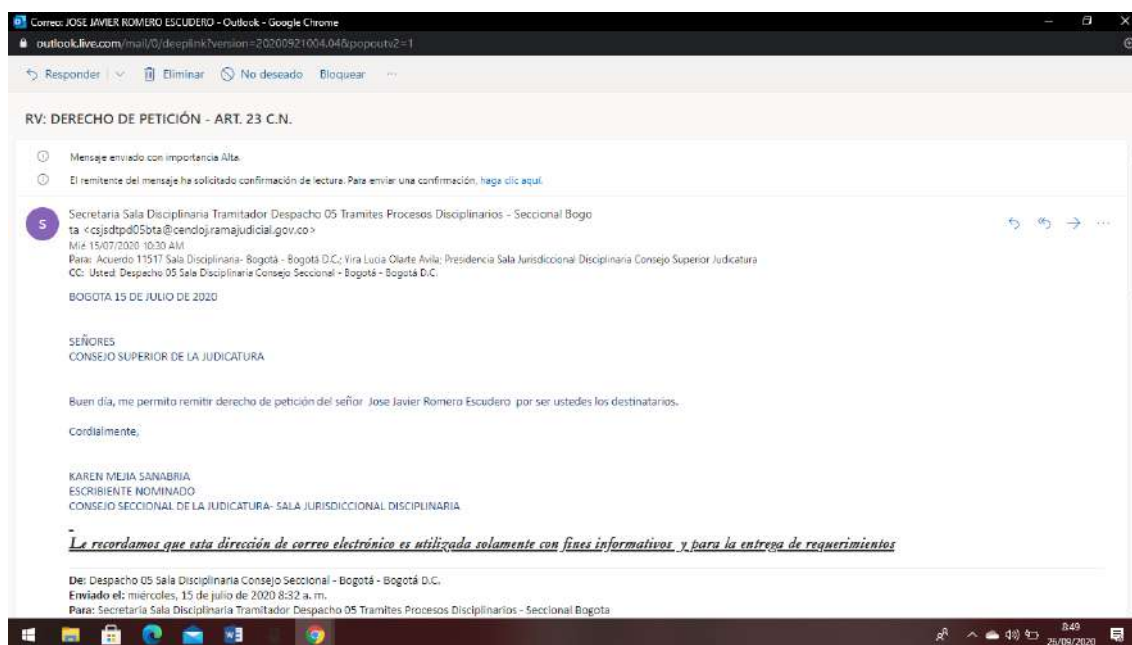 Correo: JOSE JAVIER ROMERO ESCUDERO - Outlook - Google Chrome
outlook.live.com/mail/0/deeplink?version=20200921004.04&popoutv2=1
Responder Eliminar No deseado Bloquear ...
RV: DERECHO DE PETICIÓN - ART. 23 C.N.
Mensaje enviado con importancia Alta.
El remitente del mensaje ha solicitado confirmación de lectura. Para enviar una confirmación, haga clic aquí.
S
Secretaria Sala Disciplinaria Tramitador Despacho 05 Tramites Procesos Disciplinarios - Seccional Bogo
ta <csjsdtpd05bta@cendoj.ramajudicial.gov.co>
Mié 15/07/2020 10:30 AM
Para: Acuerdo 11517 Sala Disciplinaria- Bogotá - Bogotá D.C.; Yira Lucia Olarte Avila; Presidencia Sala Jurisdiccional Disciplinaria Consejo Superior Judicatura
CC: Usted; Despacho 05 Sala Disciplinaria Consejo Seccional - Bogotá - Bogotá D.C.
BOGOTA 15 DE JULIO DE 2020
SEÑORES
CONSEJO SUPERIOR DE LA JUDICATURA
Buen día, me permito remitir derecho de petición del señor Jose Javier Romero Escudero por ser ustedes los destinatarios.
Cordialmente,
KAREN MEJIA SANABRIA
ESCRIBIENTE NOMINADO
CONSEJO SECCIONAL DE LA JUDICATURA- SALA JURISDICCIONAL DISCIPLINARIA
Le recordamos que esta dirección de correo electrónico es utilizada solamente con fines informativos y para la entrega de requerimientos
De: Despacho 05 Sala Disciplinaria Consejo Seccional - Bogotá - Bogotá D.C.
Enviado el: miércoles, 15 de julio de 2020 8:32 a. m.
Para: Secretaria Sala Disciplinaria Tramitador Despacho 05 Tramites Procesos Disciplinarios - Seccional Bogota
8:49
26/09/2020